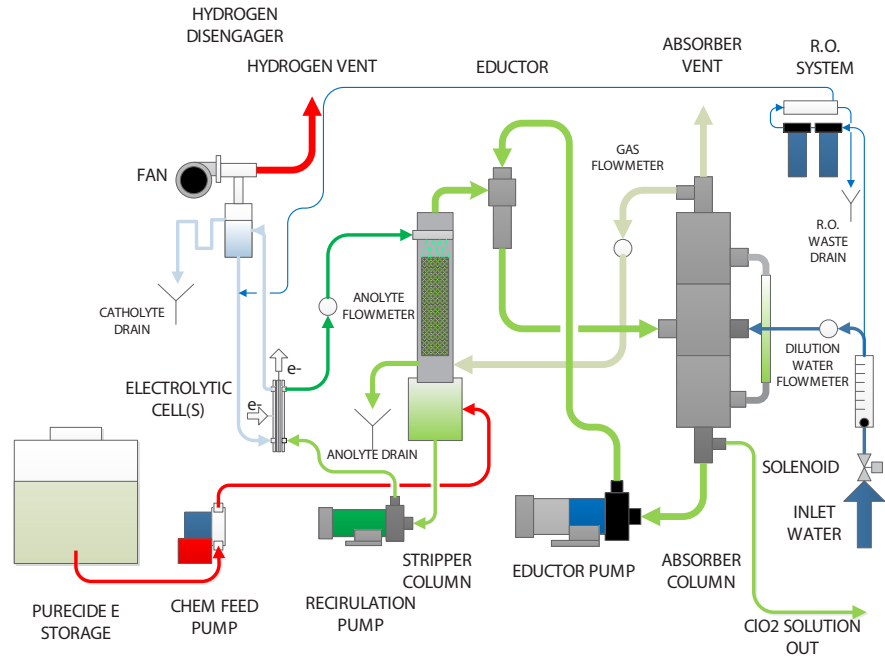 HYDROGEN
DISENGAGER
HYDROGEN VENT
EDUCTOR
ABSORBER
VENT
R.O.
SYSTEM
GAS
FLOWMETER
FAN
R.O.
WASTE
DRAIN
CATHOLYTE
DRAIN
ANOLYTE
FLOWMETER
DILUTION
WATER
FLOWMETER
e-
ELECTROLYTIC
CELL(S)
e-
ANOLYTE DRAIN
SOLENOID
INLET
WATER
STRIPPER
COLUMN
EDUCTOR PUMP
ABSORBER
COLUMN
PURECIDE E
STORAGE
CHEM FEED
PUMP
RECIRULATION
PUMP
ClO2 SOLUTION
OUT